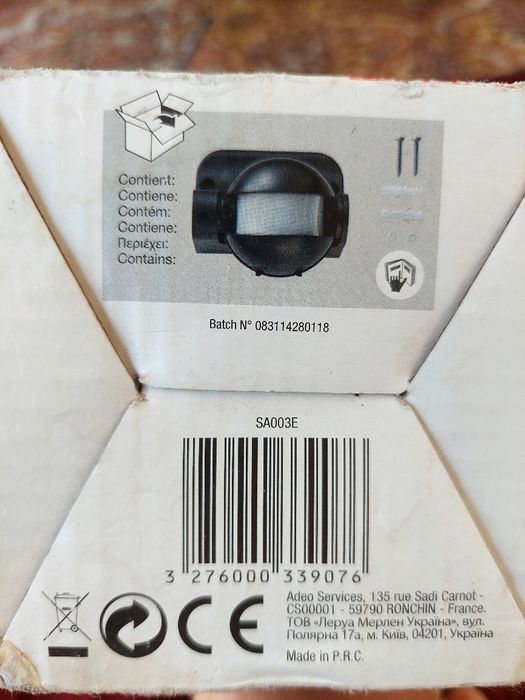 Contient:
Contiene:
Contém:
Contiene:
Περιέχει:
Contains:
Batch N° 083114280118
SA003E
3 276000 339076
CE
Adeo Services, 135 rue Sadi Carnot -
CS00001 - 59790 RONCHIN - France.
ТОВ «Леруа Мерлен Україна», вул.
Полярна 17а, м. Київ, 04201, Україна
Made in P.R.C.